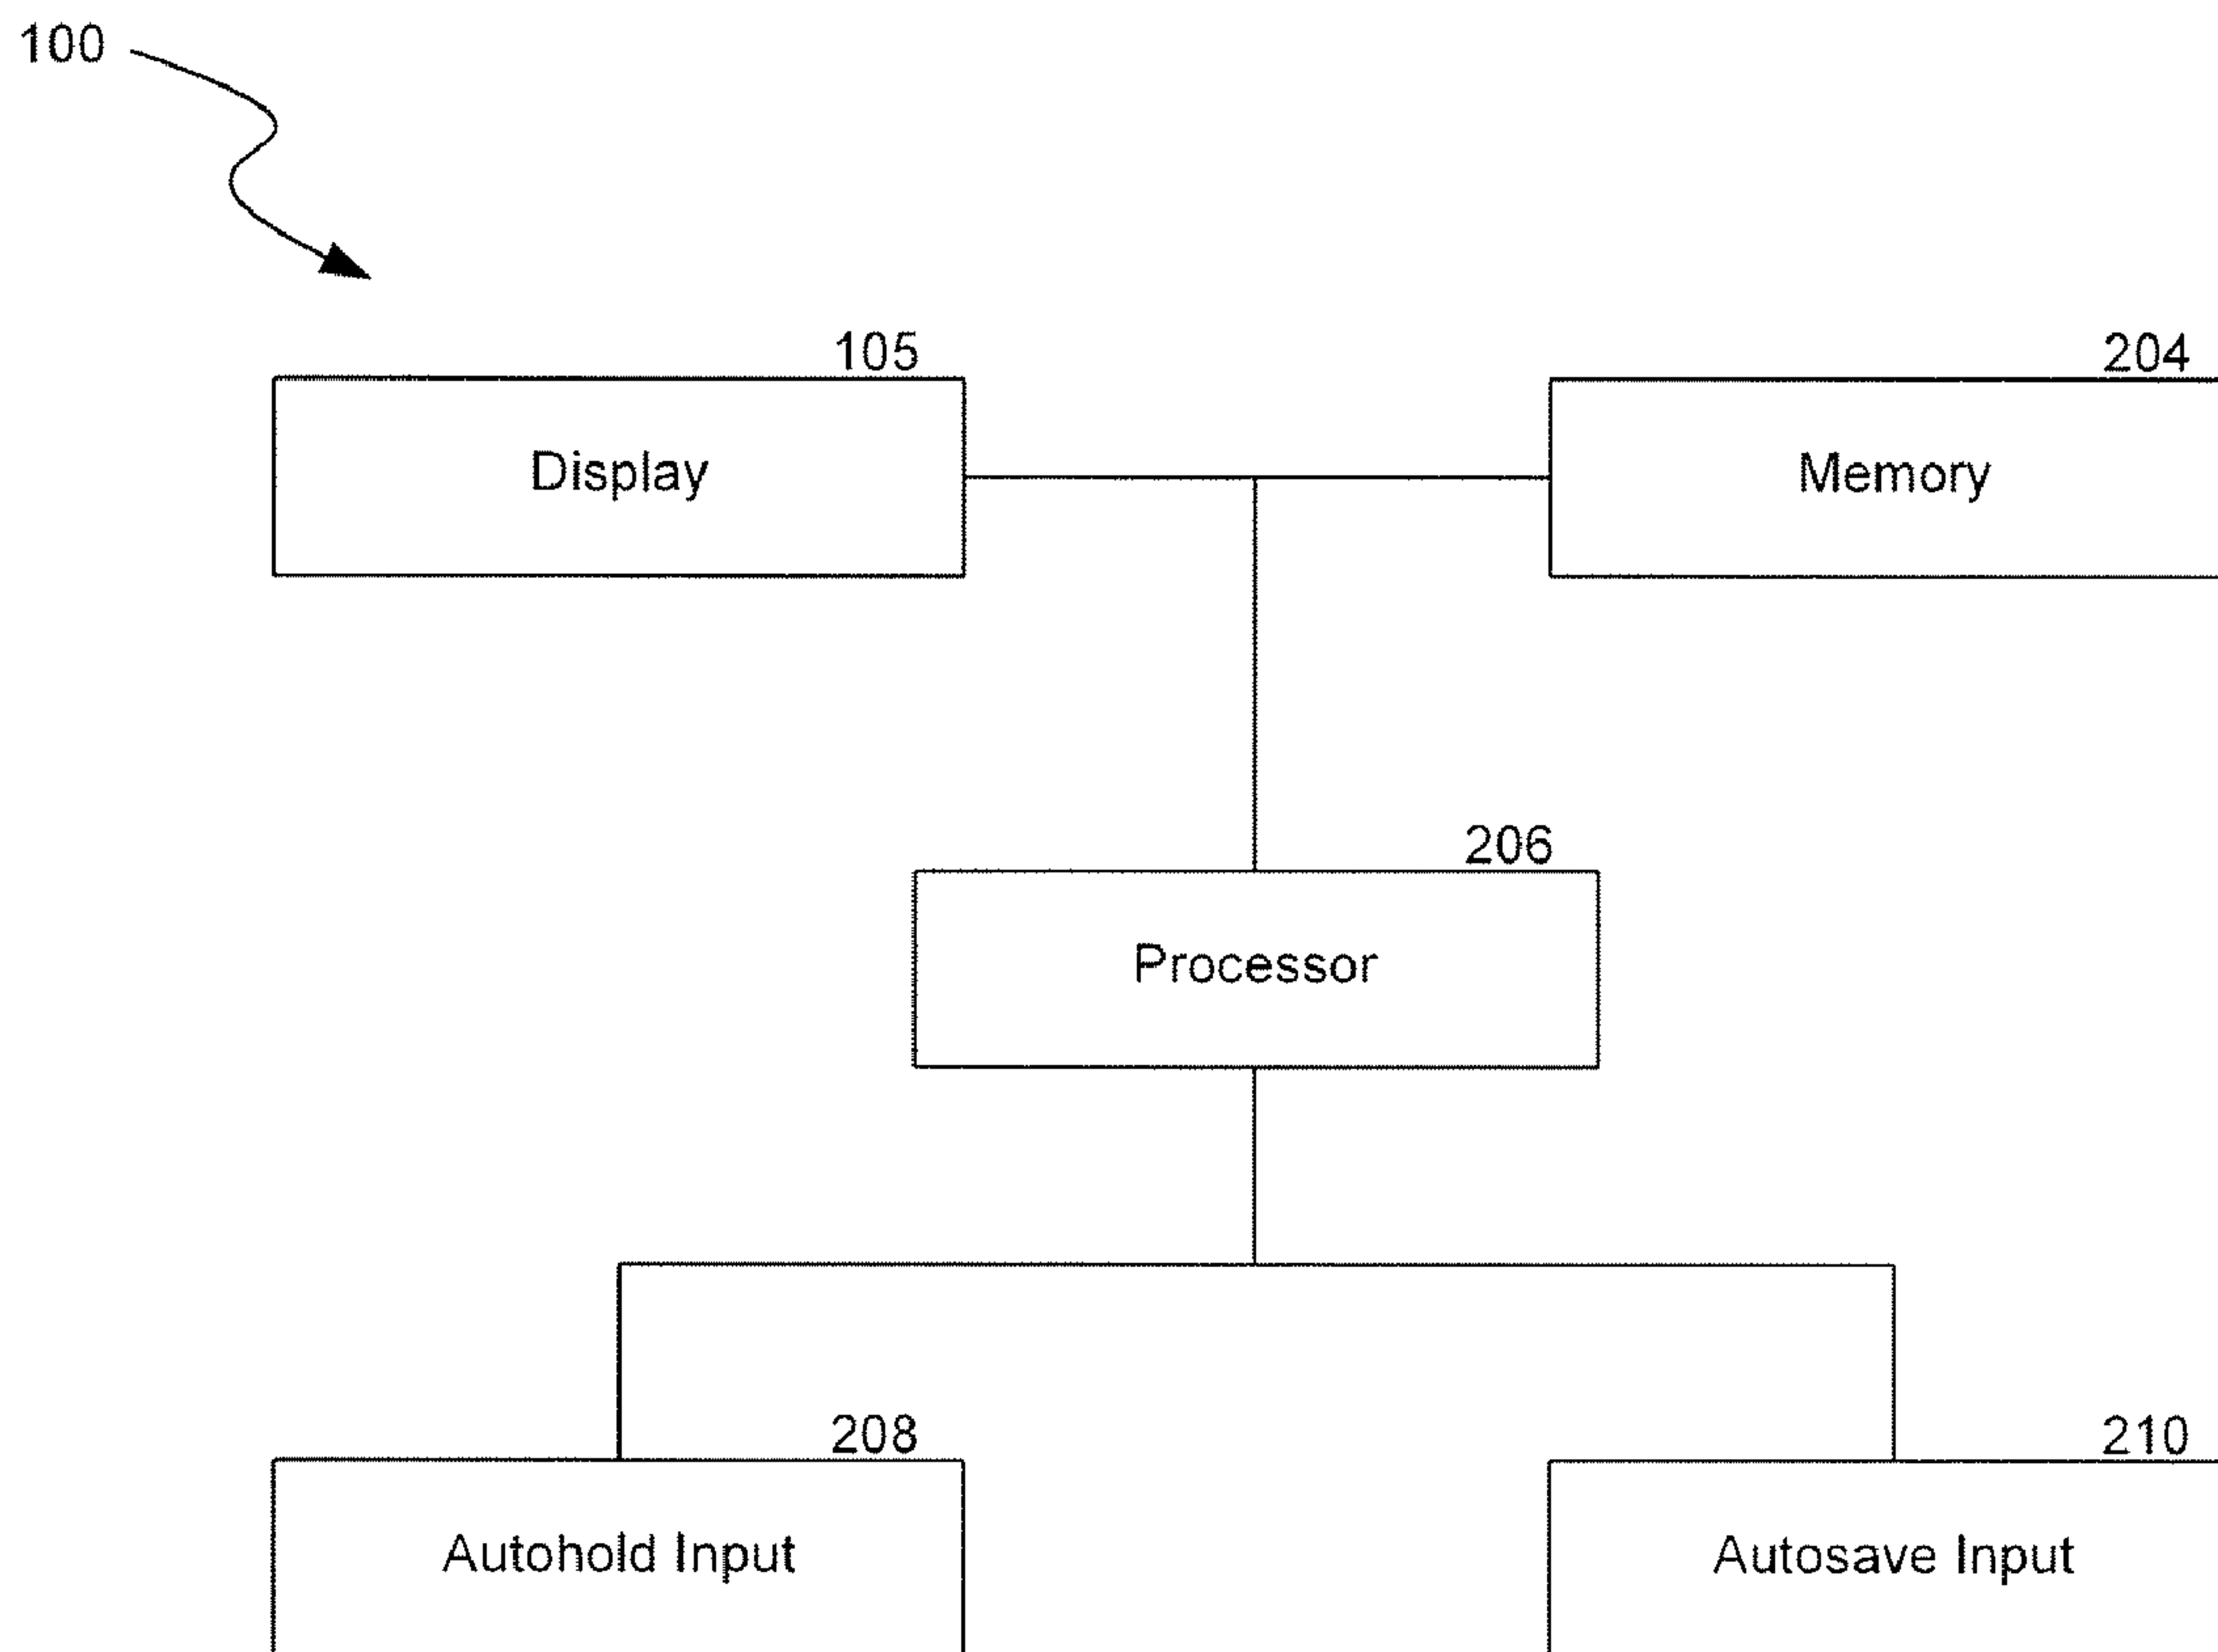 100
105
204
Display
Memory
206
Processor
208
210
Autohold Input
Autosave Input